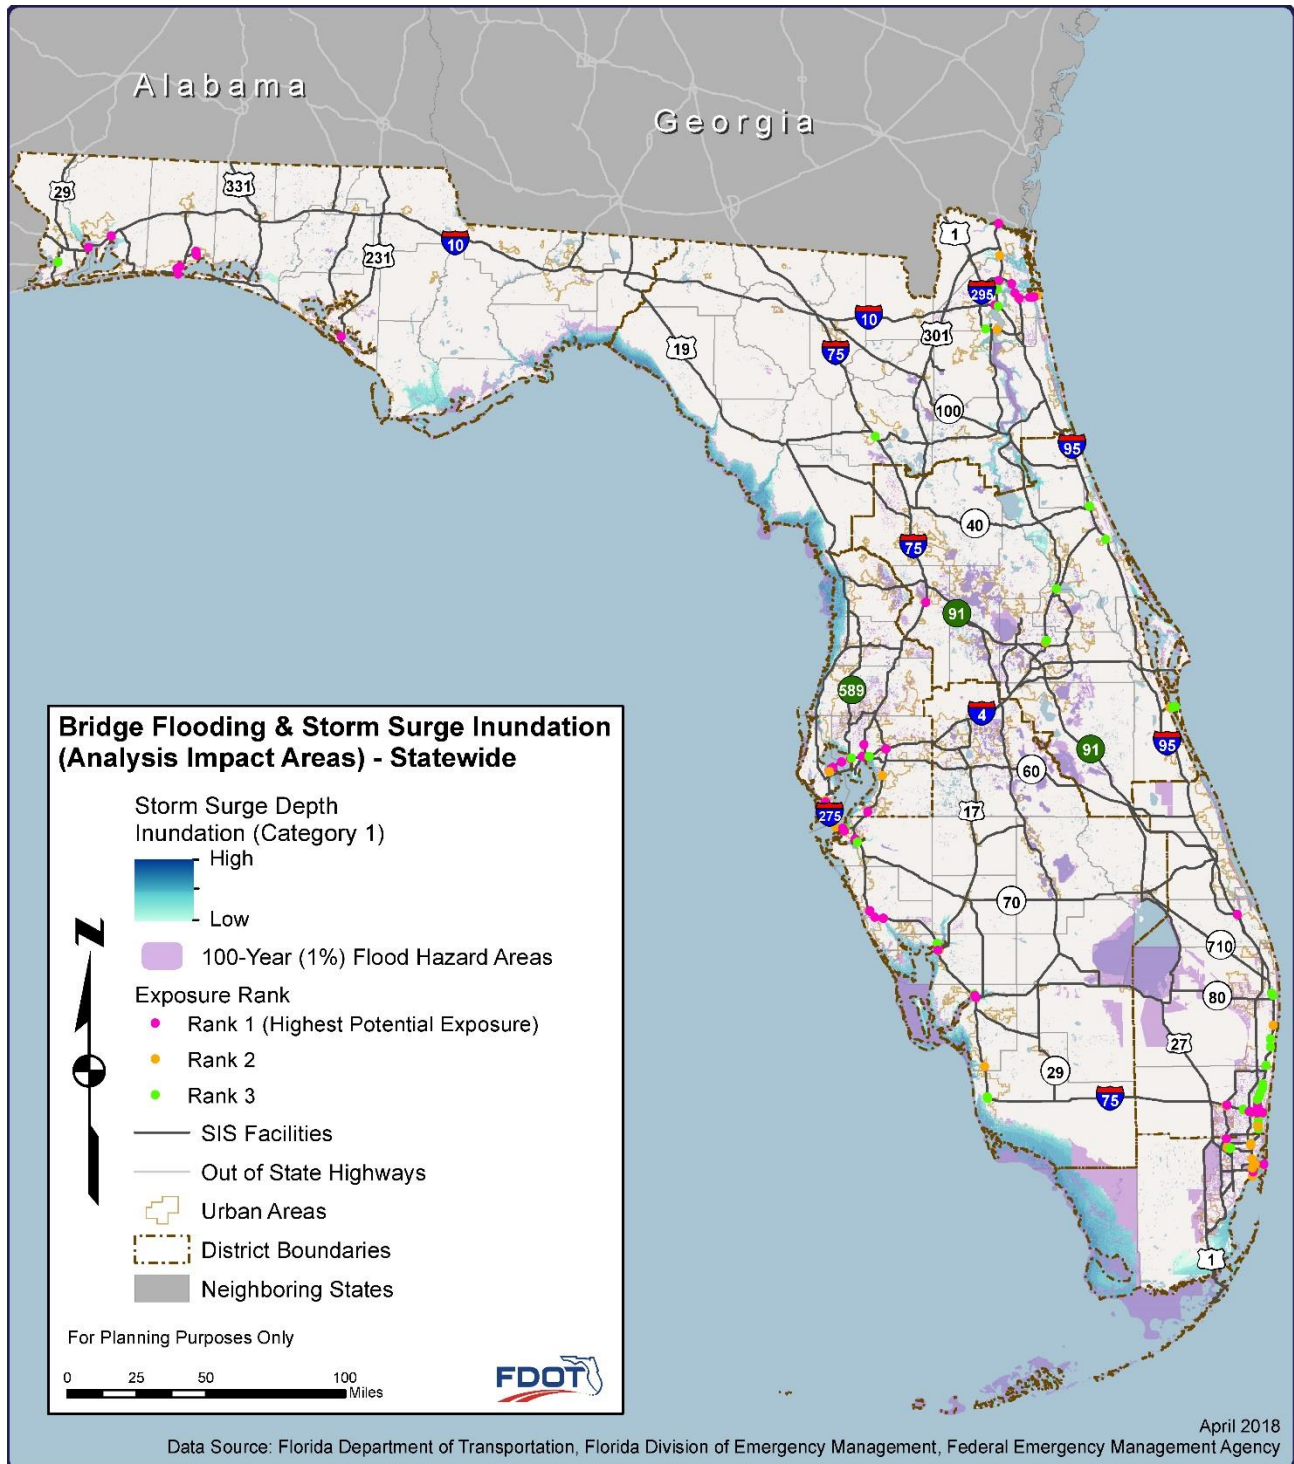 Alabama
Georgia
29
331
231
10
1
295
10
301
19
75
100
95
40
75
91
589
4
91
95
60
275
17
70
710
80
27
29
75
1
Bridge Flooding & Storm Surge Inundation
(Analysis Impact Areas) - Statewide
Storm Surge Depth
Inundation (Category 1)
High
Low
100-Year (1%) Flood Hazard Areas
Exposure Rank
Rank 1 (Highest Potential Exposure)
Rank 2
Rank 3
SIS Facilities
Out of State Highways
Urban Areas
District Boundaries
Neighboring States
N
For Planning Purposes Only
0 25 50 100
Miles
FDOT
April 2018
Data Source: Florida Department of Transportation, Florida Division of Emergency Management, Federal Emergency Management Agency